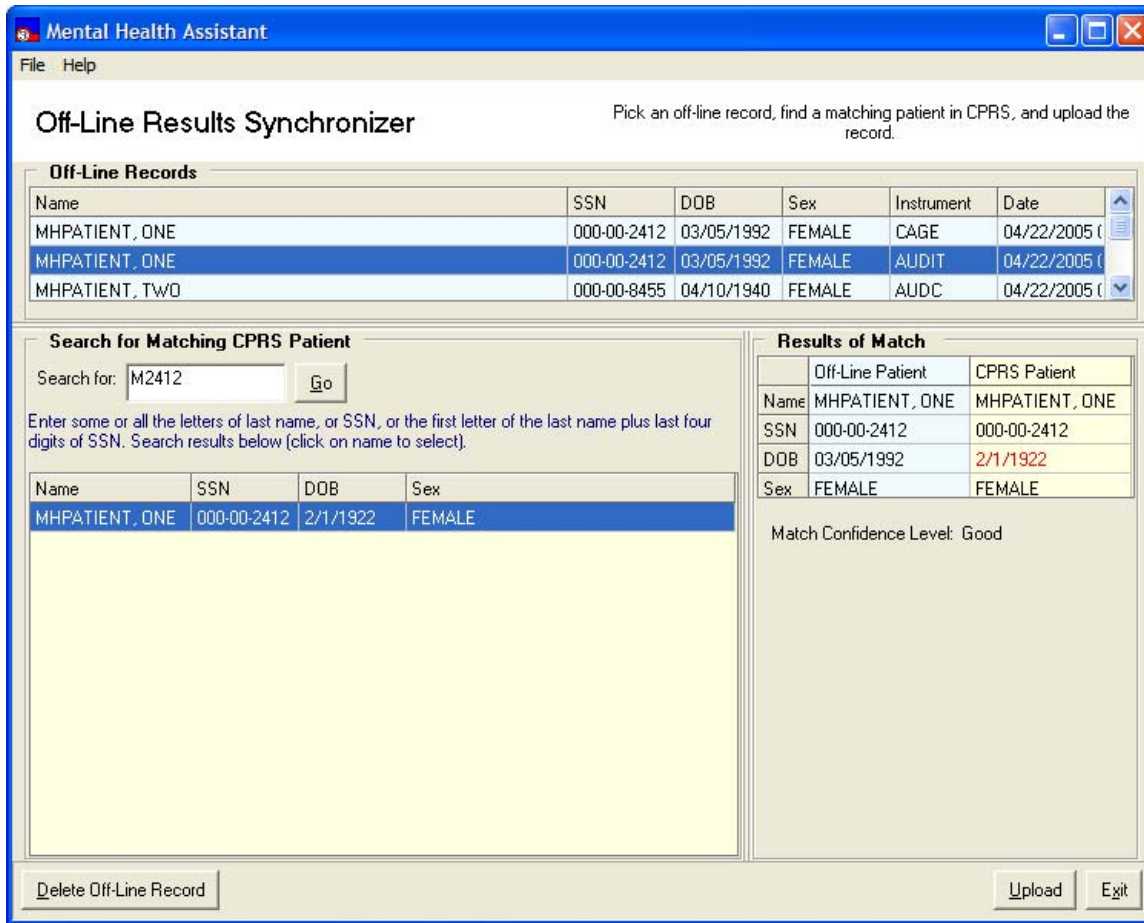 Mental Health Assistant
File Help
Off-Line Results Synchronizer
Pick an off-line record, find a matching patient in CPRS, and upload the
record.
Off-Line Records
Name SSN DOB Sex Instrument Date
MHPATIENT, ONE 000-00-2412 03/05/1992 FEMALE CAGE 04/22/2005 (
MHPATIENT, ONE 000-00-2412 03/05/1992 FEMALE AUDIT 04/22/2005 (
MHPATIENT, TWO 000-00-8455 04/10/1940 FEMALE AUDC 04/22/2005 (
Search for Matching CPRS Patient
Search for: M2412 Go
Enter some or all the letters of last name, or SSN, or the first letter of the last name plus last four
digits of SSN. Search results below (click on name to select).
Name SSN DOB Sex
MHPATIENT, ONE 000-00-2412 2/1/1922 FEMALE
Results of Match
Off-Line Patient CPRS Patient
Name MHPATIENT, ONE MHPATIENT, ONE
SSN 000-00-2412 000-00-2412
DOB 03/05/1992 2/1/1922
Sex FEMALE FEMALE
Match Confidence Level: Good
Delete Off-Line Record Upload Exit